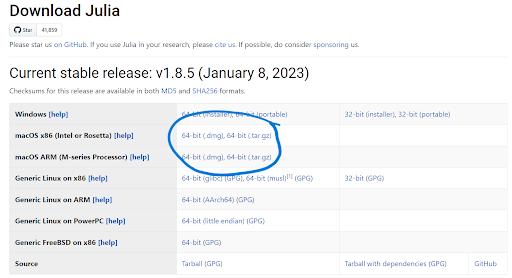 Download Julia
Star 41,859
Please star us on GitHub. If you use Julia in your research, please cite us. If possible, do consider sponsoring us.
Current stable release: v1.8.5 (January 8, 2023)
Checksums for this release are available in both MD5 and SHA256 formats.
Windows [help] 64-bit (installer), 64-bit (portable) 32-bit (installer), 32-bit (portable)
macOS x86 (Intel or Rosetta) [help] 64-bit (.dmg), 64-bit (.tar.gz)
macOS ARM (M-series Processor) [help] 64-bit (.dmg), 64-bit (.tar.gz)
Generic Linux on x86 [help] 64-bit (glibc) (GPG), 64-bit (musl)[1] (GPG) 32-bit (GPG)
Generic Linux on ARM [help] 64-bit (AArch64) (GPG)
Generic Linux on PowerPC [help] 64-bit (little endian) (GPG)
Generic FreeBSD on x86 [help] 64-bit (GPG)
Source Tarball (GPG) Tarball with dependencies (GPG) GitHub